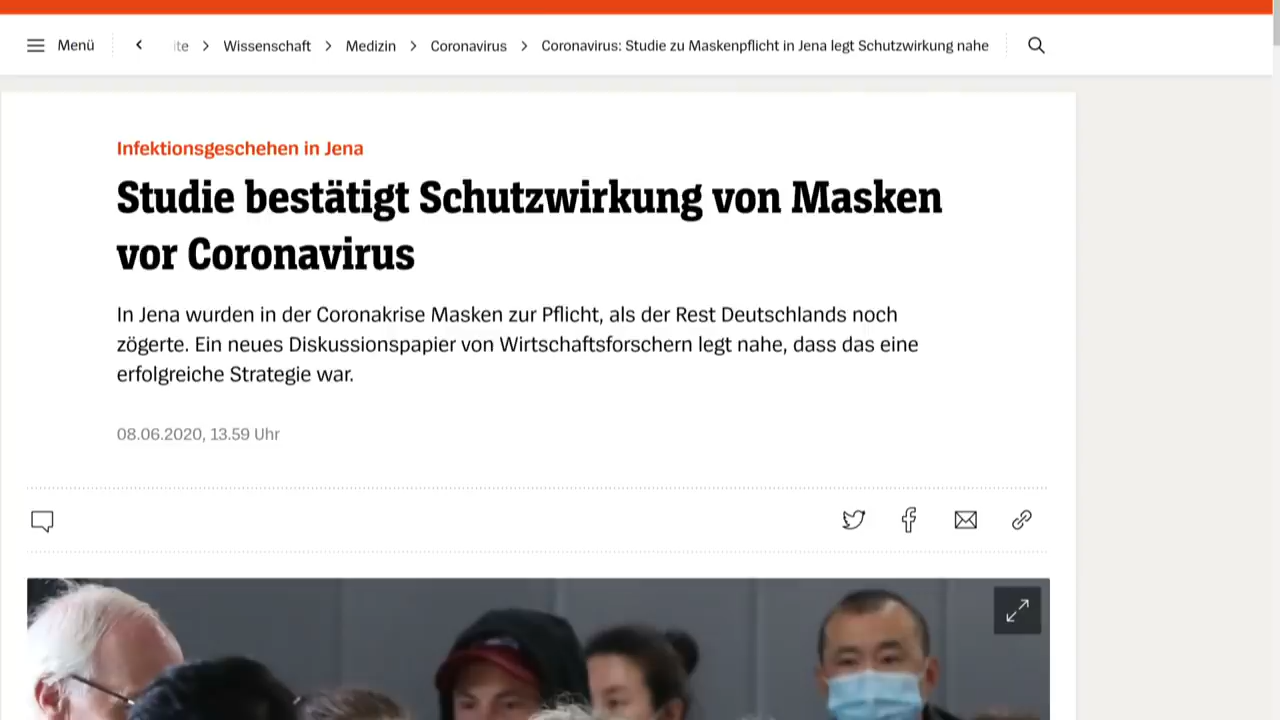 Menü
ite Wissenschaft Medizin Coronavirus Coronavirus: Studie zu Maskenpflicht in Jena legt Schutzwirkung nahe
Infektionsgeschehen in Jena
Studie bestätigt Schutzwirkung von Masken
vor Coronavirus
In Jena wurden in der Coronakrise Masken zur Pflicht, als der Rest Deutschlands noch
zögerte. Ein neues Diskussionspapier von Wirtschaftsforschern legt nahe, dass das eine
erfolgreiche Strategie war.
08.06.2020, 13.59 Uhr